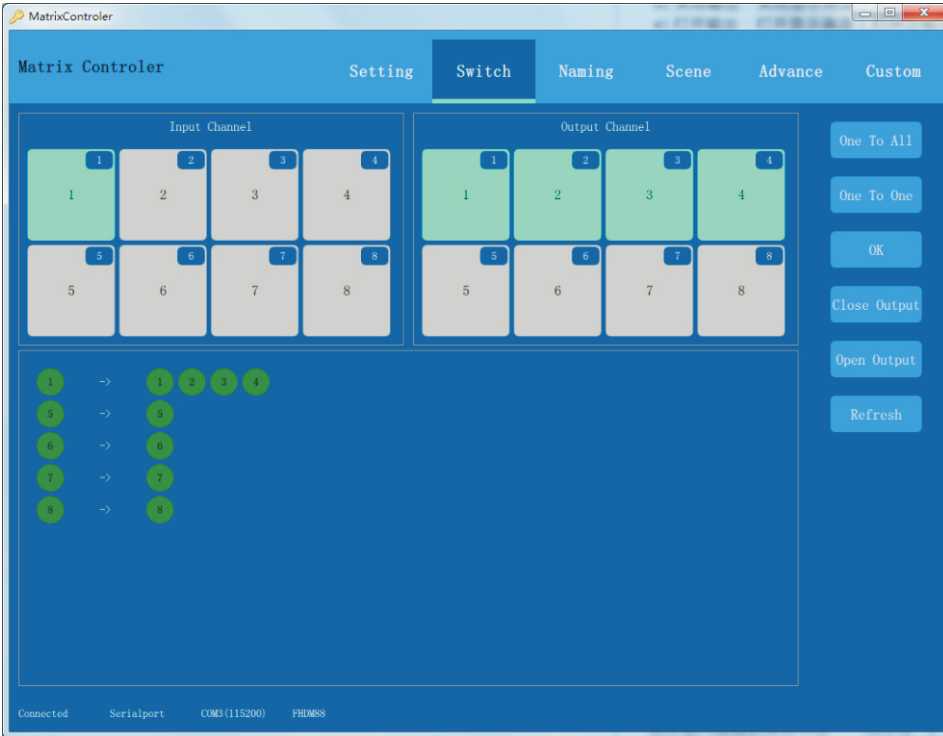 MatrixControler
Matrix Controler Setting Switch Naming Scene Advance Custom
Input Channel
1 2 3 4
1 2 3 4
5 6 7 8
5 6 7 8
Output Channel
1 2 3 4
1 2 3 4
5 6 7 8
5 6 7 8
One To All
One To One
OK
Close Output
Open Output
Refresh
1 -> 1 2 3 4
5 -> 5
6 -> 6
7 -> 7
8 -> 8
Connected Serialport COM3(115200) FHDM88